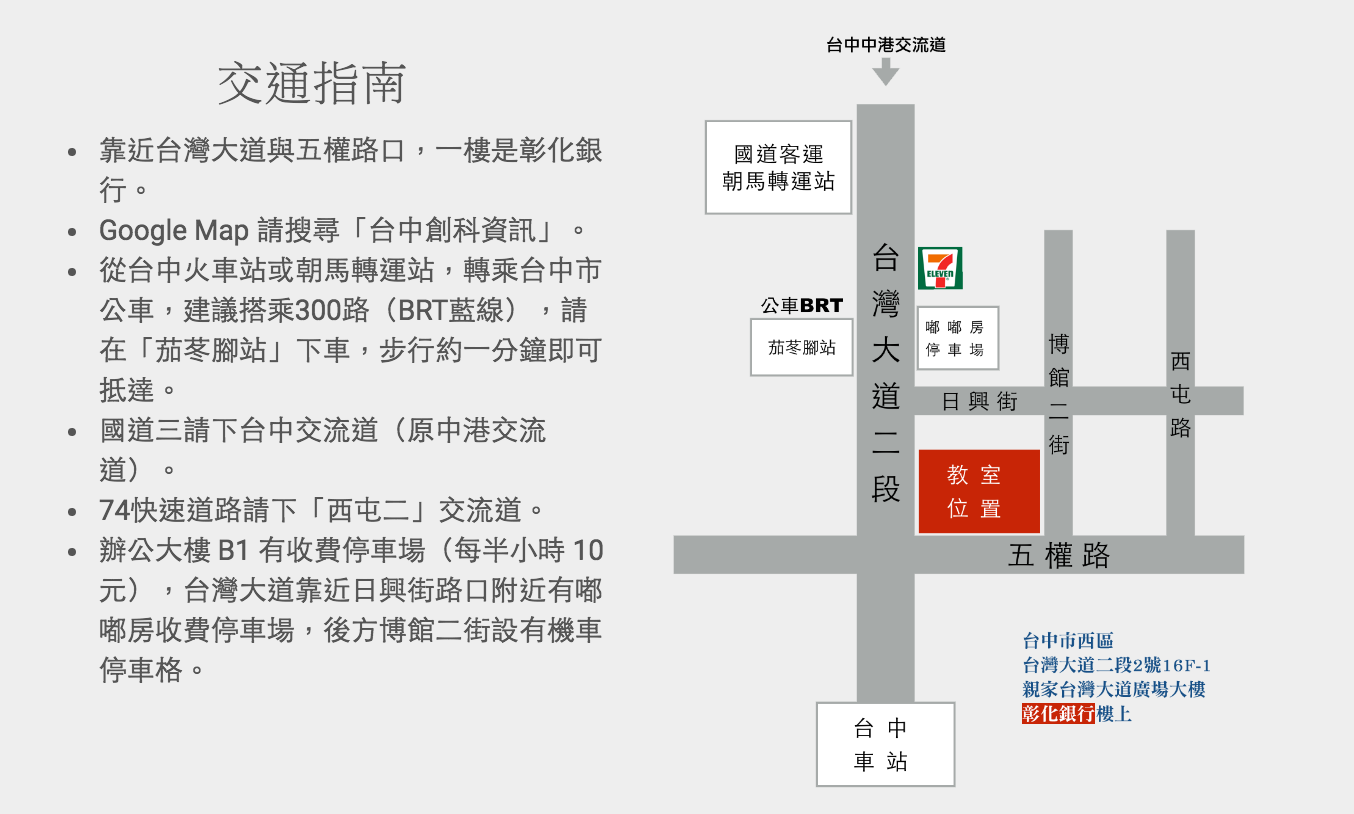 交通指南
• 靠近台灣大道與五權路口，一樓是彰化銀
行。
• Google Map 請搜尋「台中創科資訊」。
• 從台中火車站或朝馬轉運站，轉乘台中市
公車，建議搭乘300路（BRT藍線），請
在「茄苳腳站」下車，步行約一分鐘即可
抵達。
• 國道三請下台中交流道（原中港交流
道）。
• 74快速道路請下「西屯二」交流道。
• 辦公大樓 B1 有收費停車場（每半小時 10
元），台灣大道靠近日興街路口附近有嘟
嘟房收費停車場，後方博館二街設有機車
停車格。
台中中港交流道
國道客運
朝馬轉運站
台灣大道二段
7
ELEVEN
公車BRT
茄苳腳站
嘟嘟房
停車場
日興街
博館二街
西屯路
教室
位置
五權路
台中市西區
台灣大道二段2號16F-1
親家台灣大道廣場大樓
彰化銀行樓上
台中
車站